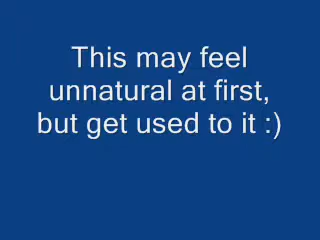 This may feel
unnatural at first,
but get used to it :)